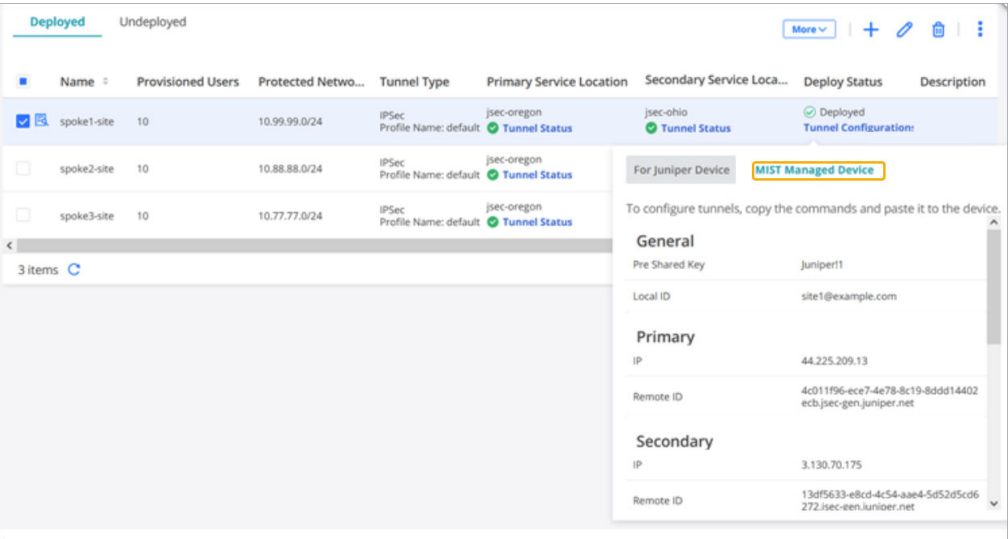 Deployed Undeployed
More
Name Provisioned Users Protected Netwo... Tunnel Type Primary Service Location Secondary Service Loca... Deploy Status Description
spoke1-site 10 10.99.99.0/24 IPSec jsec-oregon jsec-ohio Deployed
Profile Name: default Tunnel Status Tunnel Status Tunnel Configurations
spoke2-site 10 10.88.88.0/24 IPSec jsec-oregon
Profile Name: default Tunnel Status
spoke3-site 10 10.77.77.0/24 IPSec jsec-oregon
Profile Name: default Tunnel Status
3 items
For Juniper Device MIST Managed Device
To configure tunnels, copy the commands and paste it to the device.
General
Pre Shared Key Juniper!1
Local ID site1@example.com
Primary
IP 44.225.209.13
Remote ID 4c011f96-ece7-4e78-8c19-8ddd14402
ecb.jsec-gen.juniper.net
Secondary
IP 3.130.70.175
Remote ID 13df5633-e8cd-4c54-aae4-5d52d5cd6
272.jsec-gen.juniper.net